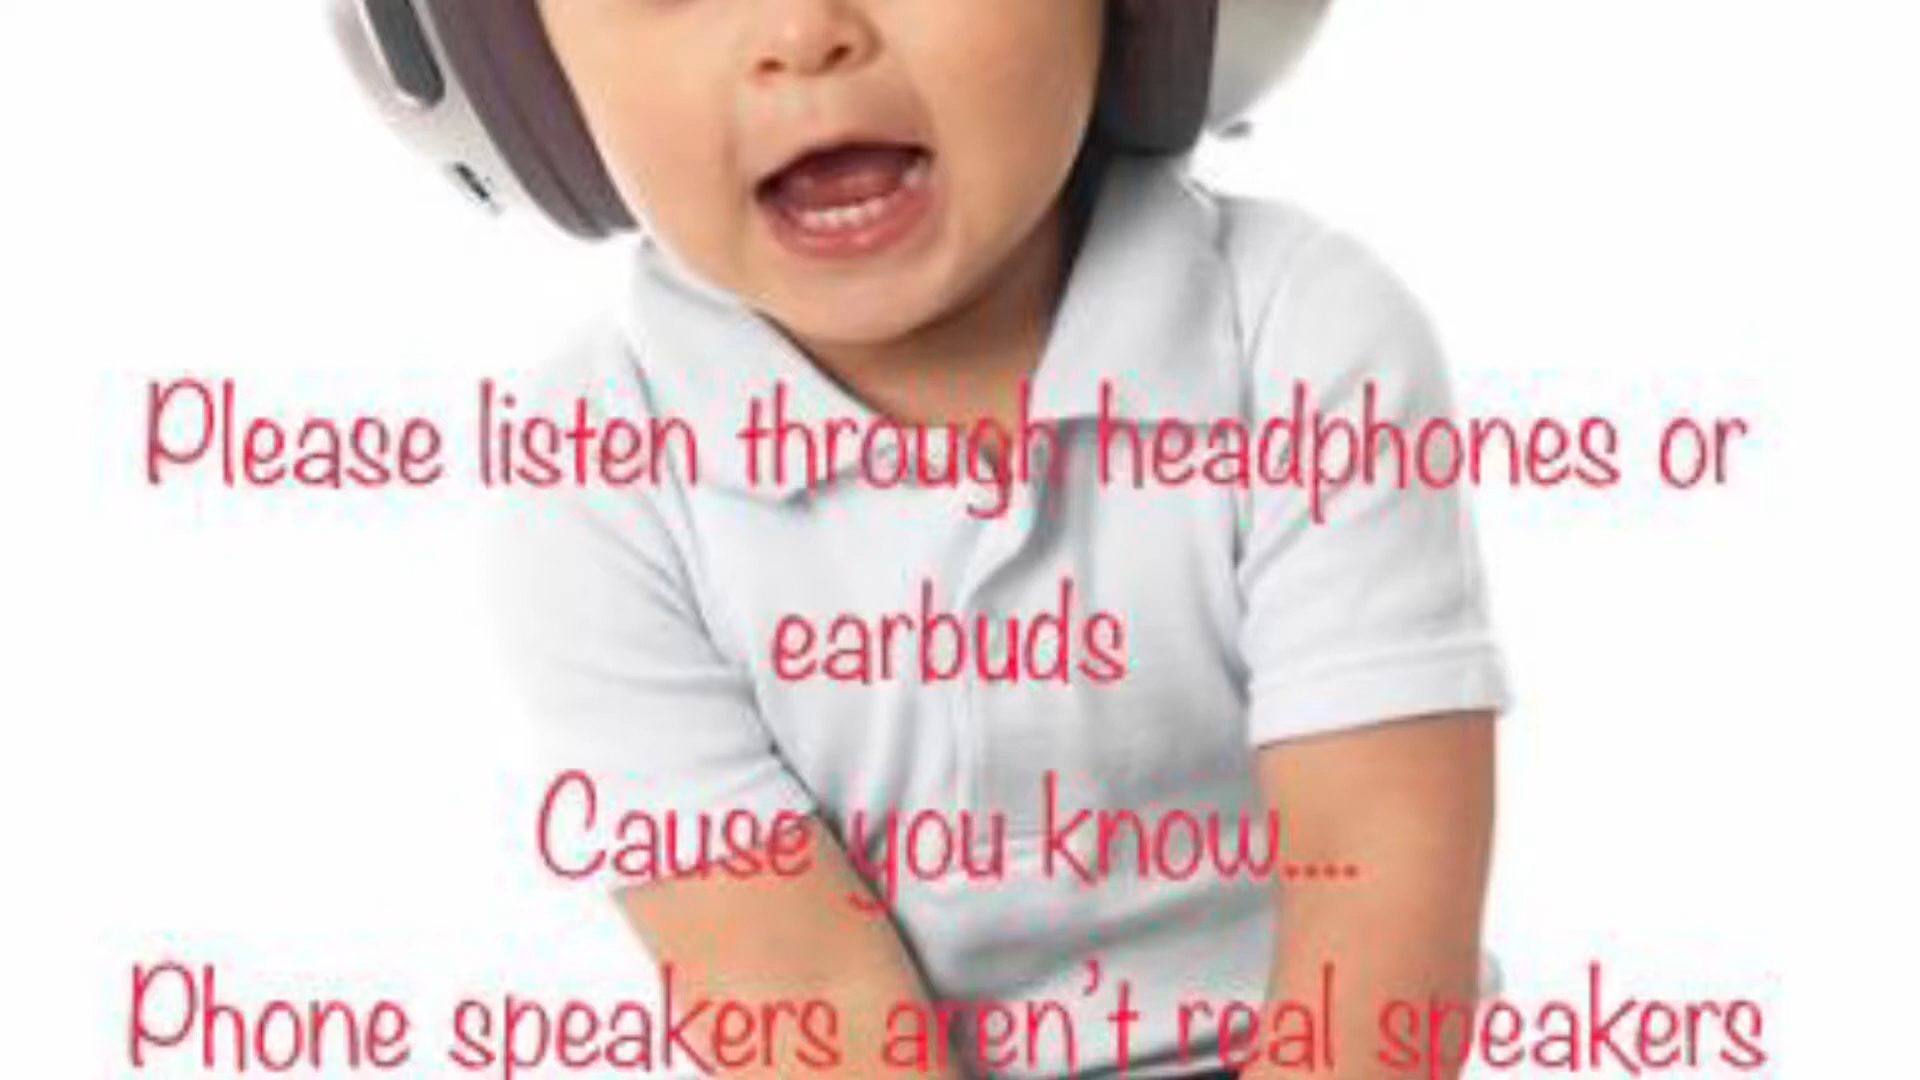 Please listen through headphones or
earbuds
Cause you know....
Phone speakers aren't real speakers